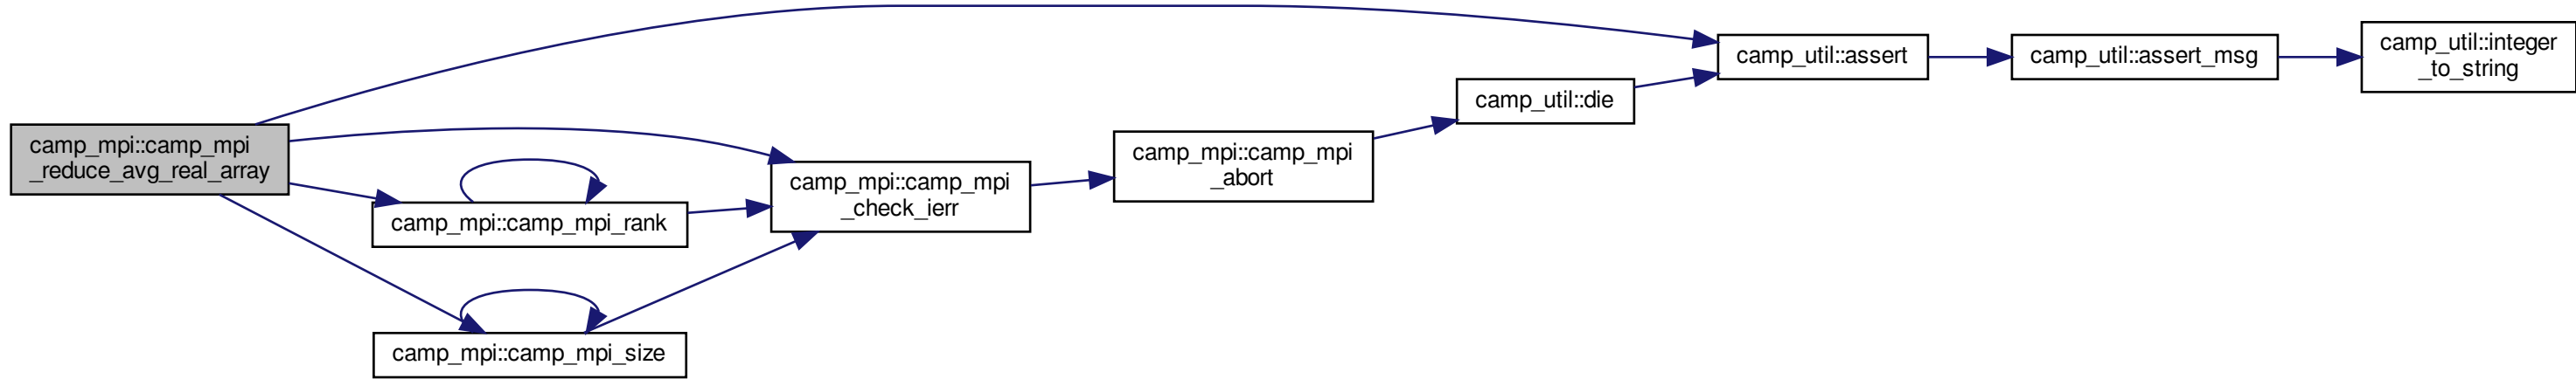 camp_mpi::camp_mpi
_reduce_avg_real_array
camp_mpi::camp_mpi_rank
camp_mpi::camp_mpi_size
camp_mpi::camp_mpi
_check_ierr
camp_mpi::camp_mpi
_abort
camp_util::die
camp_util::assert
camp_util::assert_msg
camp_util::integer
_to_string